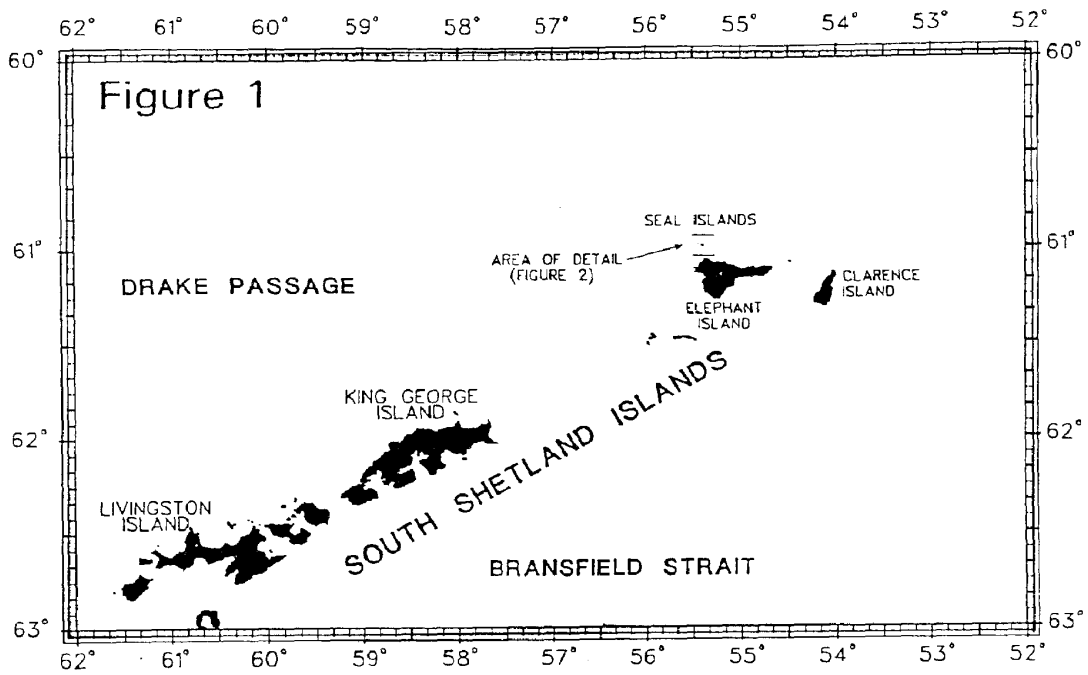 62° 61° 60° 59° 58° 57° 56° 55° 54° 53° 52°
60° 60°
Figure 1
SEAL ISLANDS
61° 61°
AREA OF DETAIL
(FIGURE 2)
DRAKE PASSAGE
CLARENCE
ISLAND
ELEPHANT
ISLAND
SOUTH SHETLAND ISLANDS
KING GEORGE
ISLAND
62° 62°
LIVINGSTON
ISLAND
BRANSFIELD STRAIT
63° 63°
62° 61° 60° 59° 58° 57° 56° 55° 54° 53° 52°